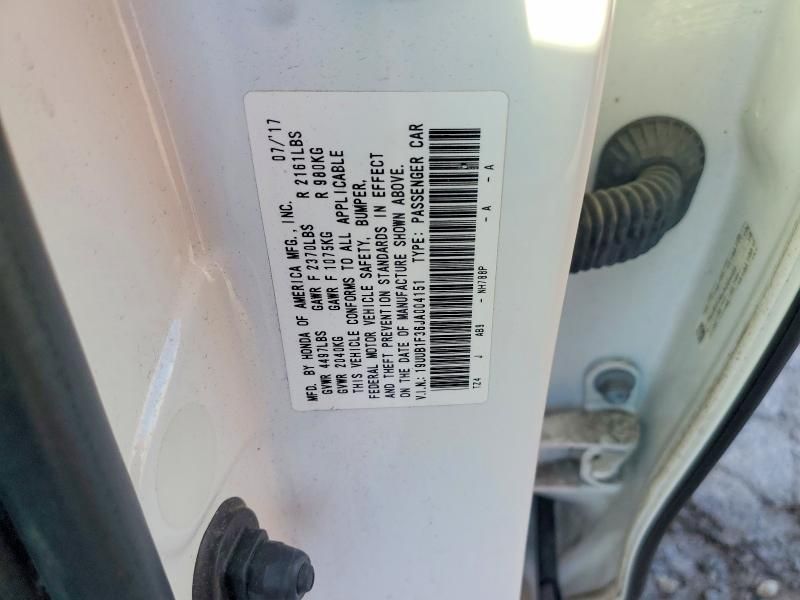 MFD. BY HONDA OF AMERICA MFG., INC. 07/'17
GVWR 4497LBS GAWR F 2370LBS R 2161LBS
GVWR 2040KG GAWR F 1075KG R 980KG
THIS VEHICLE CONFORMS TO ALL APPLICABLE
FEDERAL MOTOR VEHICLE SAFETY, BUMPER,
AND THEFT PREVENTION STANDARDS IN EFFECT
ON THE DATE OF MANUFACTURE SHOWN ABOVE.
V.I.N: 19UUB1F36JA004151 TYPE: PASSENGER CAR
TZ4 J AB9 - NH788P - A - A